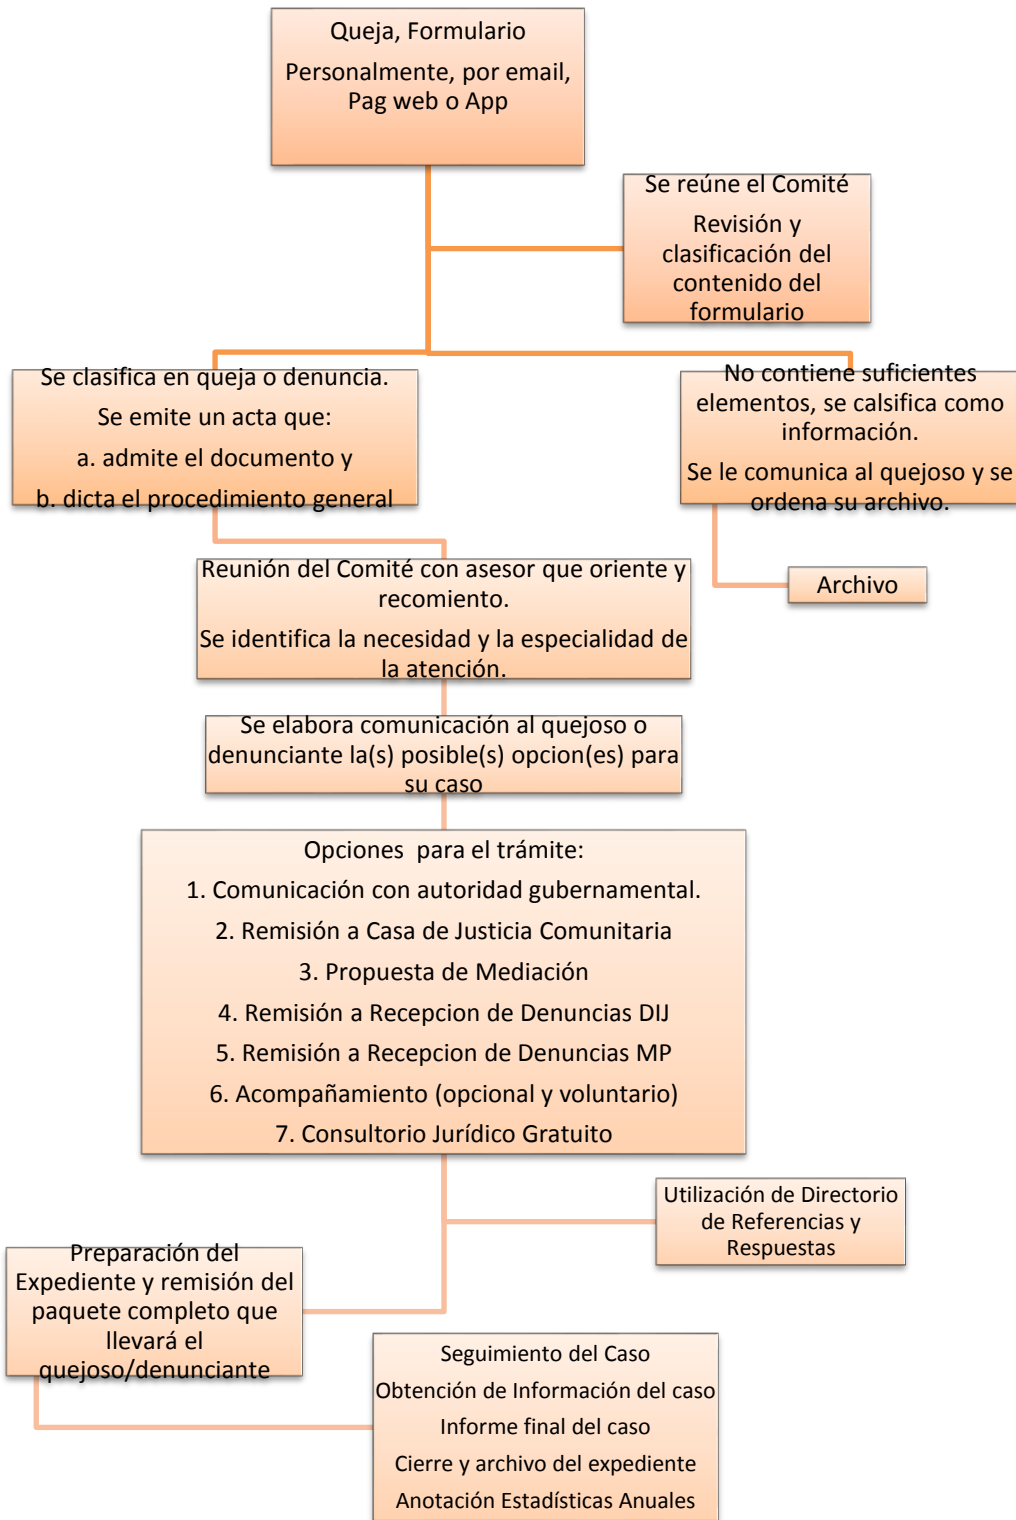 Queja, Formulario
Personalmente, por email,
Pag web o App
Se reúne el Comité
Revisión y
clasificación del
contenido del
formulario
Se clasifica en queja o denuncia.
Se emite un acta que:
a. admite el documento y
b. dicta el procedimiento general
No contiene suficientes
elementos, se calsifica como
información.
Se le comunica al quejoso y se
ordena su archivo.
Reunión del Comité con asesor que oriente y
recomiento.
Se identifica la necesidad y la especialidad de
la atención.
Archivo
Se elabora comunicación al quejoso o
denunciante la(s) posible(s) opcion(es) para
su caso
Opciones para el trámite:
1. Comunicación con autoridad gubernamental.
2. Remisión a Casa de Justicia Comunitaria
3. Propuesta de Mediación
4. Remisión a Recepcion de Denuncias DIJ
5. Remisión a Recepcion de Denuncias MP
6. Acompañamiento (opcional y voluntario)
7. Consultorio Jurídico Gratuito
Utilización de Directorio
de Referencias y
Respuestas
Preparación del
Expediente y remisión del
paquete completo que
llevará el
quejoso/denunciante
Seguimiento del Caso
Obtención de Información del caso
Informe final del caso
Cierre y archivo del expediente
Anotación Estadísticas Anuales